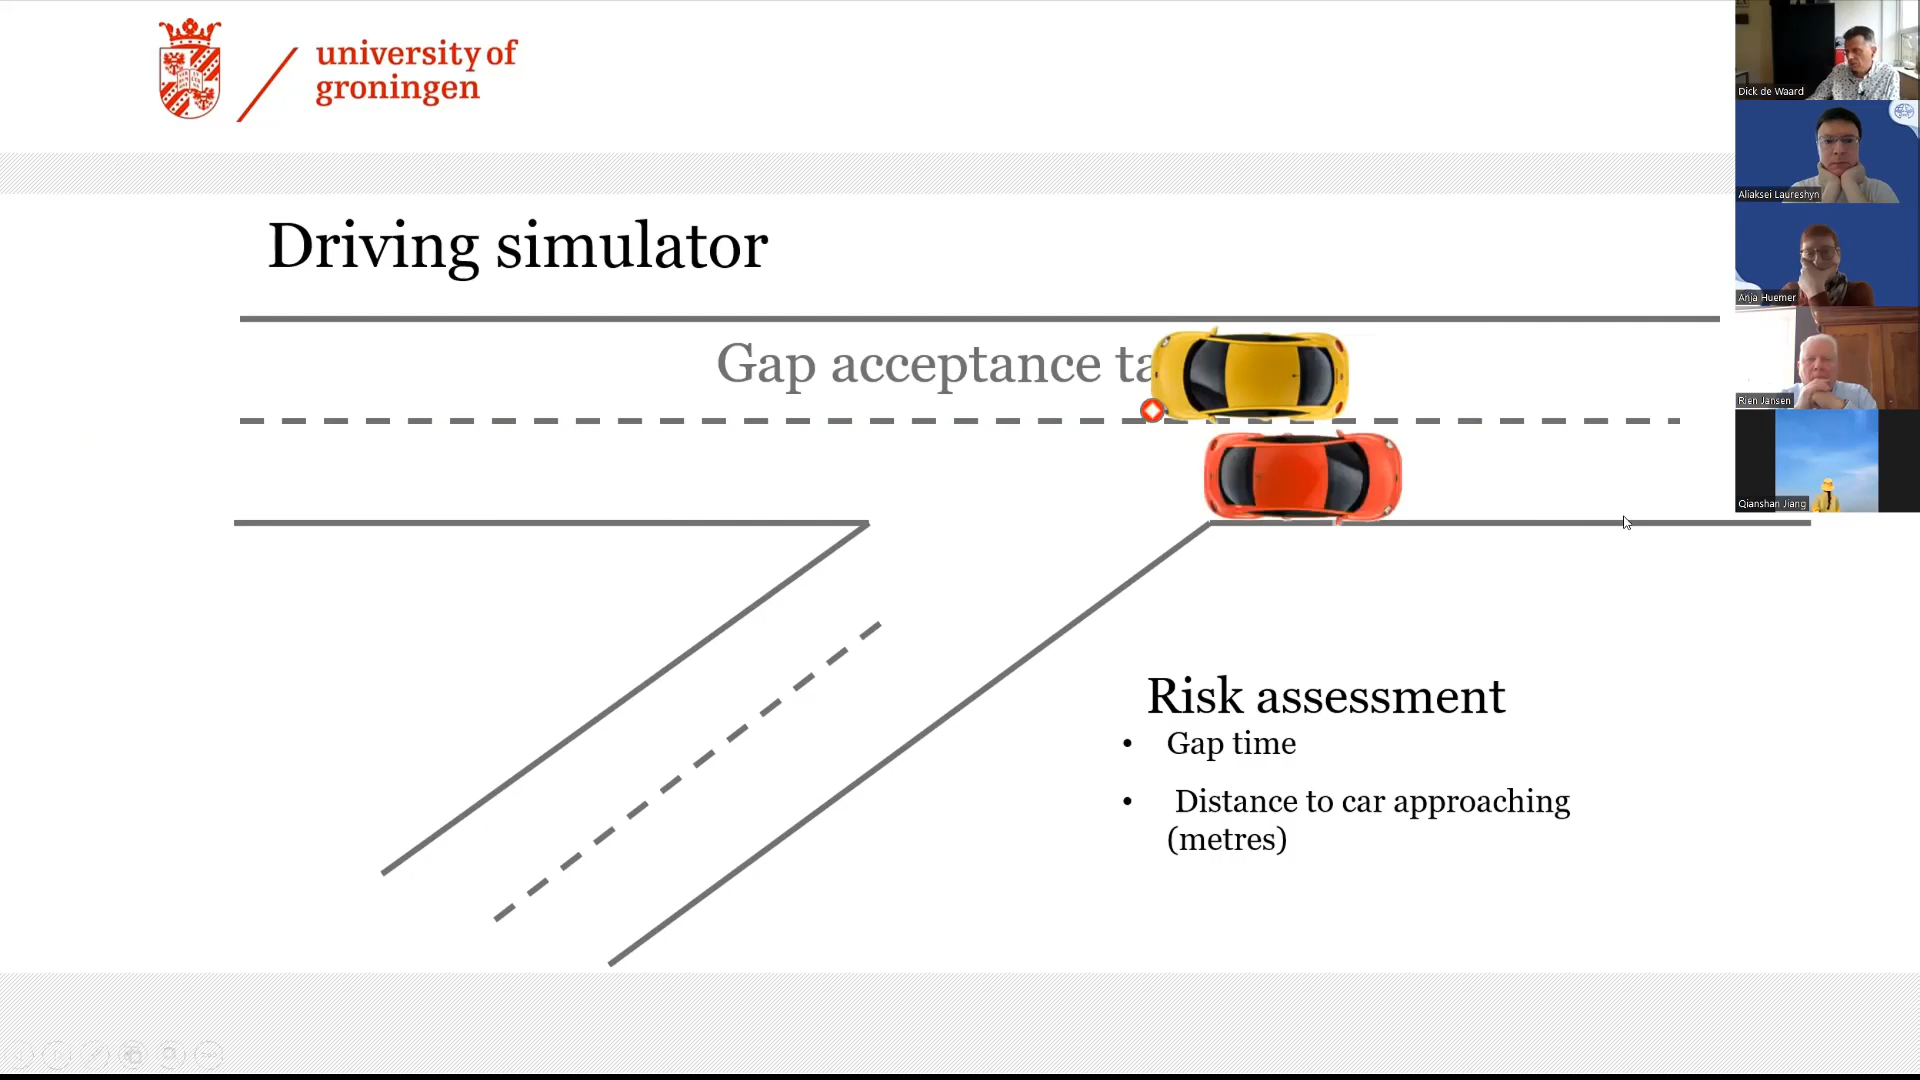 university of
groningen
Driving simulator
Gap acceptance ta
Risk assessment
• Gap time
• Distance to car approaching
(metres)
Dick de Waard
Aliaksei Laureshyn
Anja Huemer
Rien Jansen
Qianshan Jiang